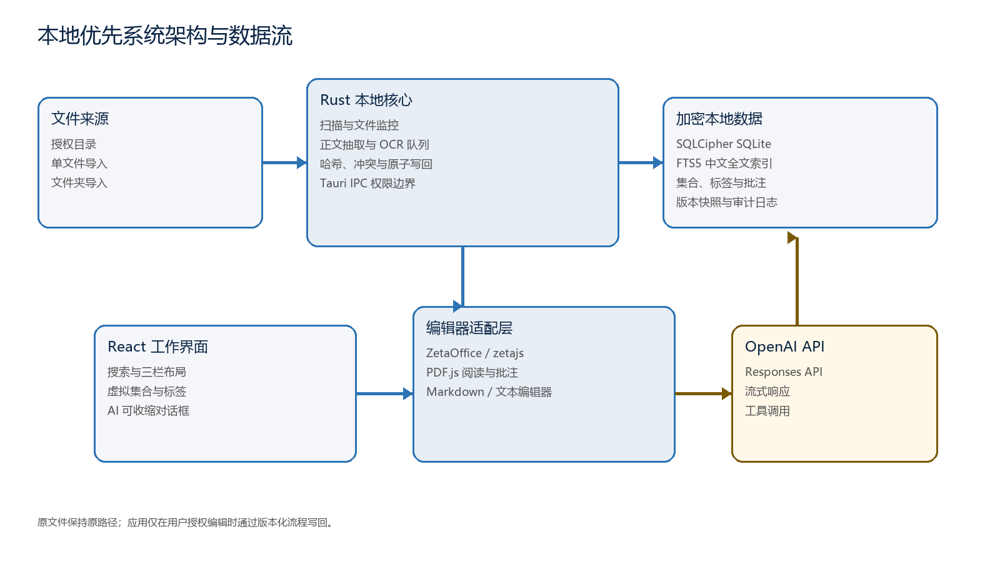 本地优先系统架构与数据流
文件来源
授权目录
单文件导入
文件夹导入
Rust 本地核心
扫描与文件监控
正文抽取与 OCR 队列
哈希、冲突与原子写回
Tauri IPC 权限边界
加密本地数据
SQLCipher SQLite
FTS5 中文全文索引
集合、标签与批注
版本快照与审计日志
React 工作界面
搜索与三栏布局
虚拟集合与标签
AI 可收缩对话框
编辑器适配层
ZetaOffice / zetajs
PDF.js 阅读与批注
Markdown / 文本编辑器
OpenAI API
Responses API
流式响应
工具调用
原文件保持原路径；应用仅在用户授权编辑时通过版本化流程写回。